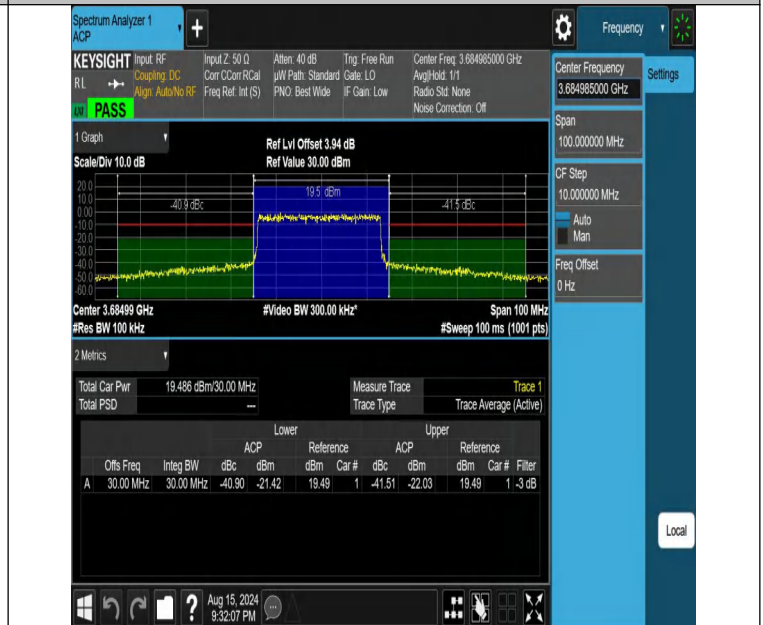 Spectrum Analyzer 1
ACP
+
Frequency
KEYSIGHT Input: RF Input Z: 50 Ω Atten: 40 dB Trig: Free Run Center Freq: 3.684985000 GHz
RL Coupling: DC Corr CCorr RCal µW Path: Standard Gate: LO Avg|Hold: 1/1
Align: Auto/No RF Freq Ref: Int (S) PNO: Best Wide IF Gain: Low Radio Std: None
PASS Noise Correction: Off
Center Frequency
3.684985000 GHz
Settings
Span
100.000000 MHz
CF Step
10.000000 MHz
Auto
Man
Freq Offset
0 Hz
1 Graph
Ref Lvl Offset 3.94 dB
Scale/Div 10.0 dB Ref Value 30.00 dBm
20.0
10.0
0.00
-10.0
-20.0
-30.0
-40.0
-50.0
-60.0
-40.9 dBc 19.5 dBm -41.5 dBc
Center 3.68499 GHz #Video BW 300.00 kHz* Span 100 MHz
#Res BW 100 kHz #Sweep 100 ms (1001 pts)
2 Metrics
Total Car Pwr 19.486 dBm/30.00 MHz Measure Trace Trace 1
Total PSD --- Trace Type Trace Average (Active)
Lower Upper
ACP Reference ACP Reference
Offs Freq Integ BW dBc dBm dBm Car # dBc dBm dBm Car # Filter
A 30.00 MHz 30.00 MHz -40.90 -21.42 19.49 1 -41.51 -22.03 19.49 1 -3 dB
Local
? Aug 15, 2024
9:32:07 PM